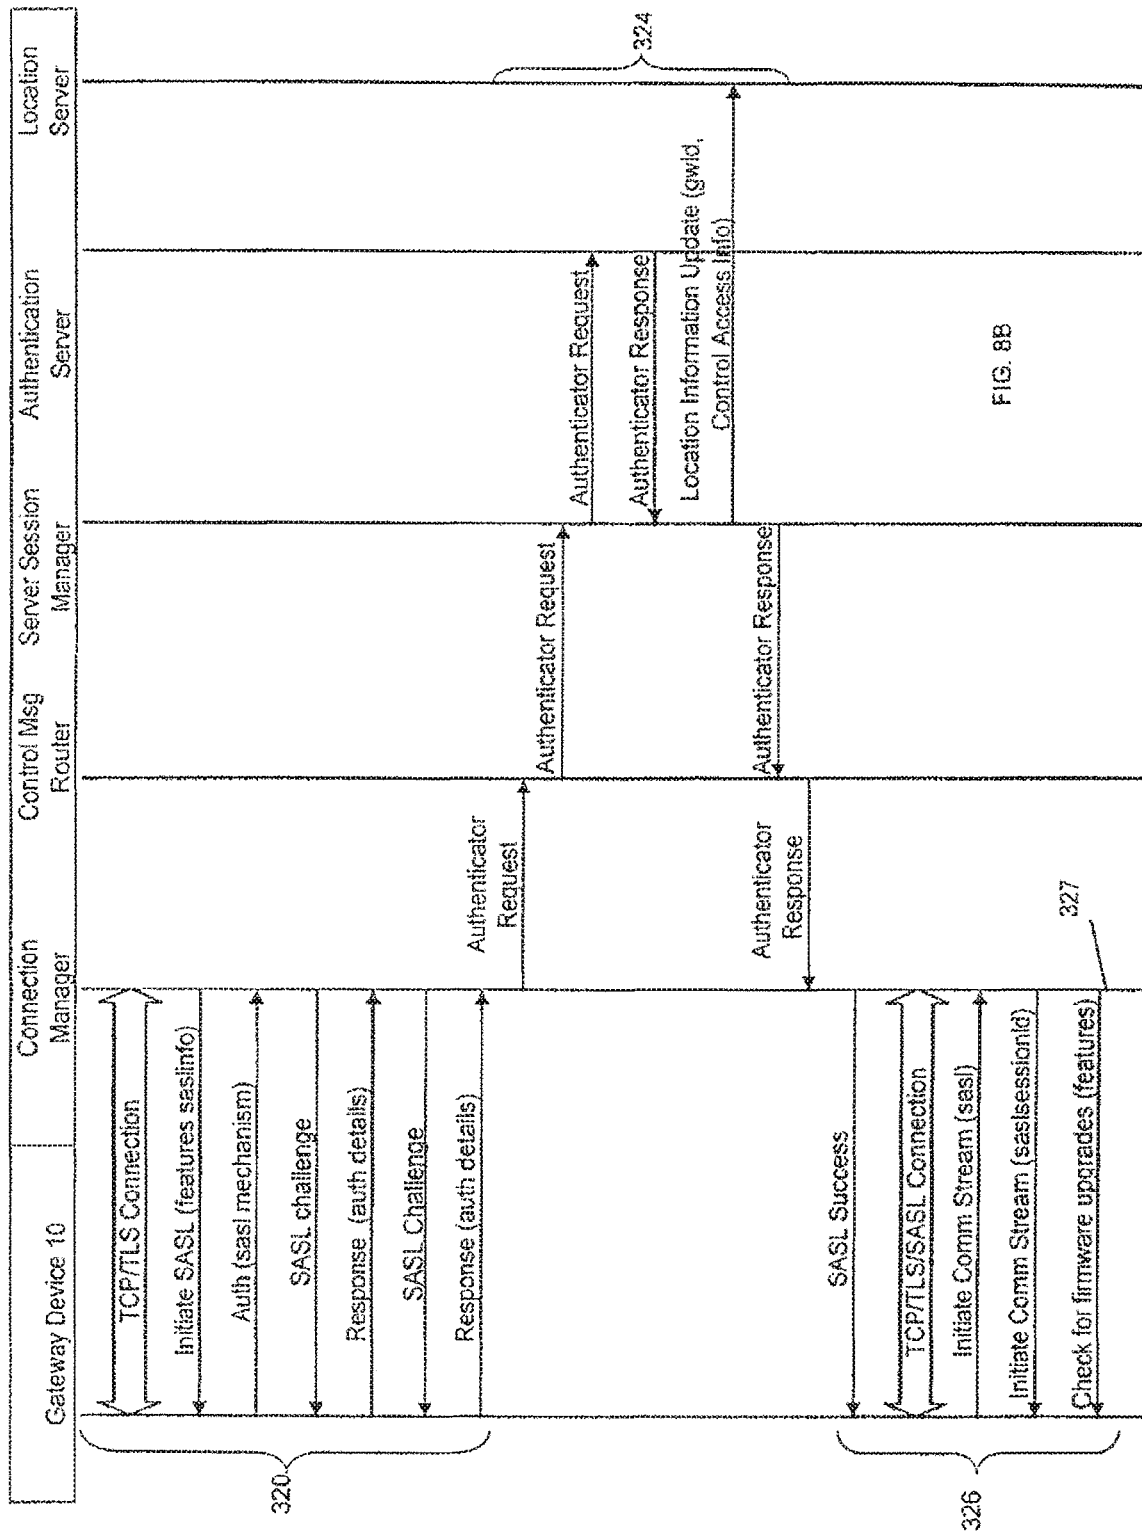 Gateway Device 10
Connection
Manager
Control Msg
Router
Server Session
Manager
Authentication
Server
Location
Server
TCP/TLS Connection
Initiate SASL (features saslinfo)
Auth (sasl mechanism)
SASL challenge
Response (auth details)
SASL Challenge
Response (auth details)
320
Authenticator
Request
Authenticator Request
Authenticator Request
Authenticator Response
Location Information Update (gwId,
Control Access Info)
324
Authenticator Response
Authenticator
Response
SASL Success
TCP/TLS/SASL Connection
Initiate Comm Stream (sasl)
Initiate Comm Stream (saslsessionId)
Check for firmware upgrades (features)
326
327
FIG. 8B